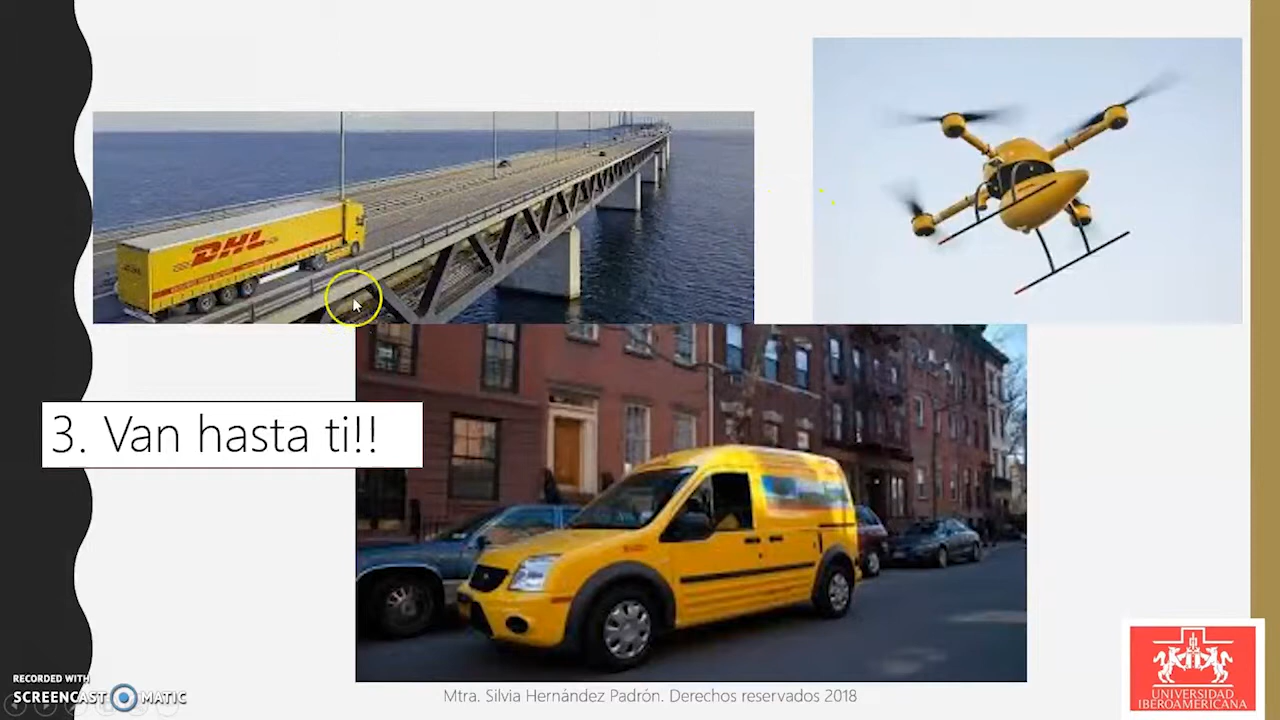 DHL
3. Van hasta ti!!
Mtra. Silvia Hernández Padrón. Derechos reservados 2018
RECORDED WITH
SCREENCAST MATIC
UNIVERSIDAD
IBEROAMERICANA